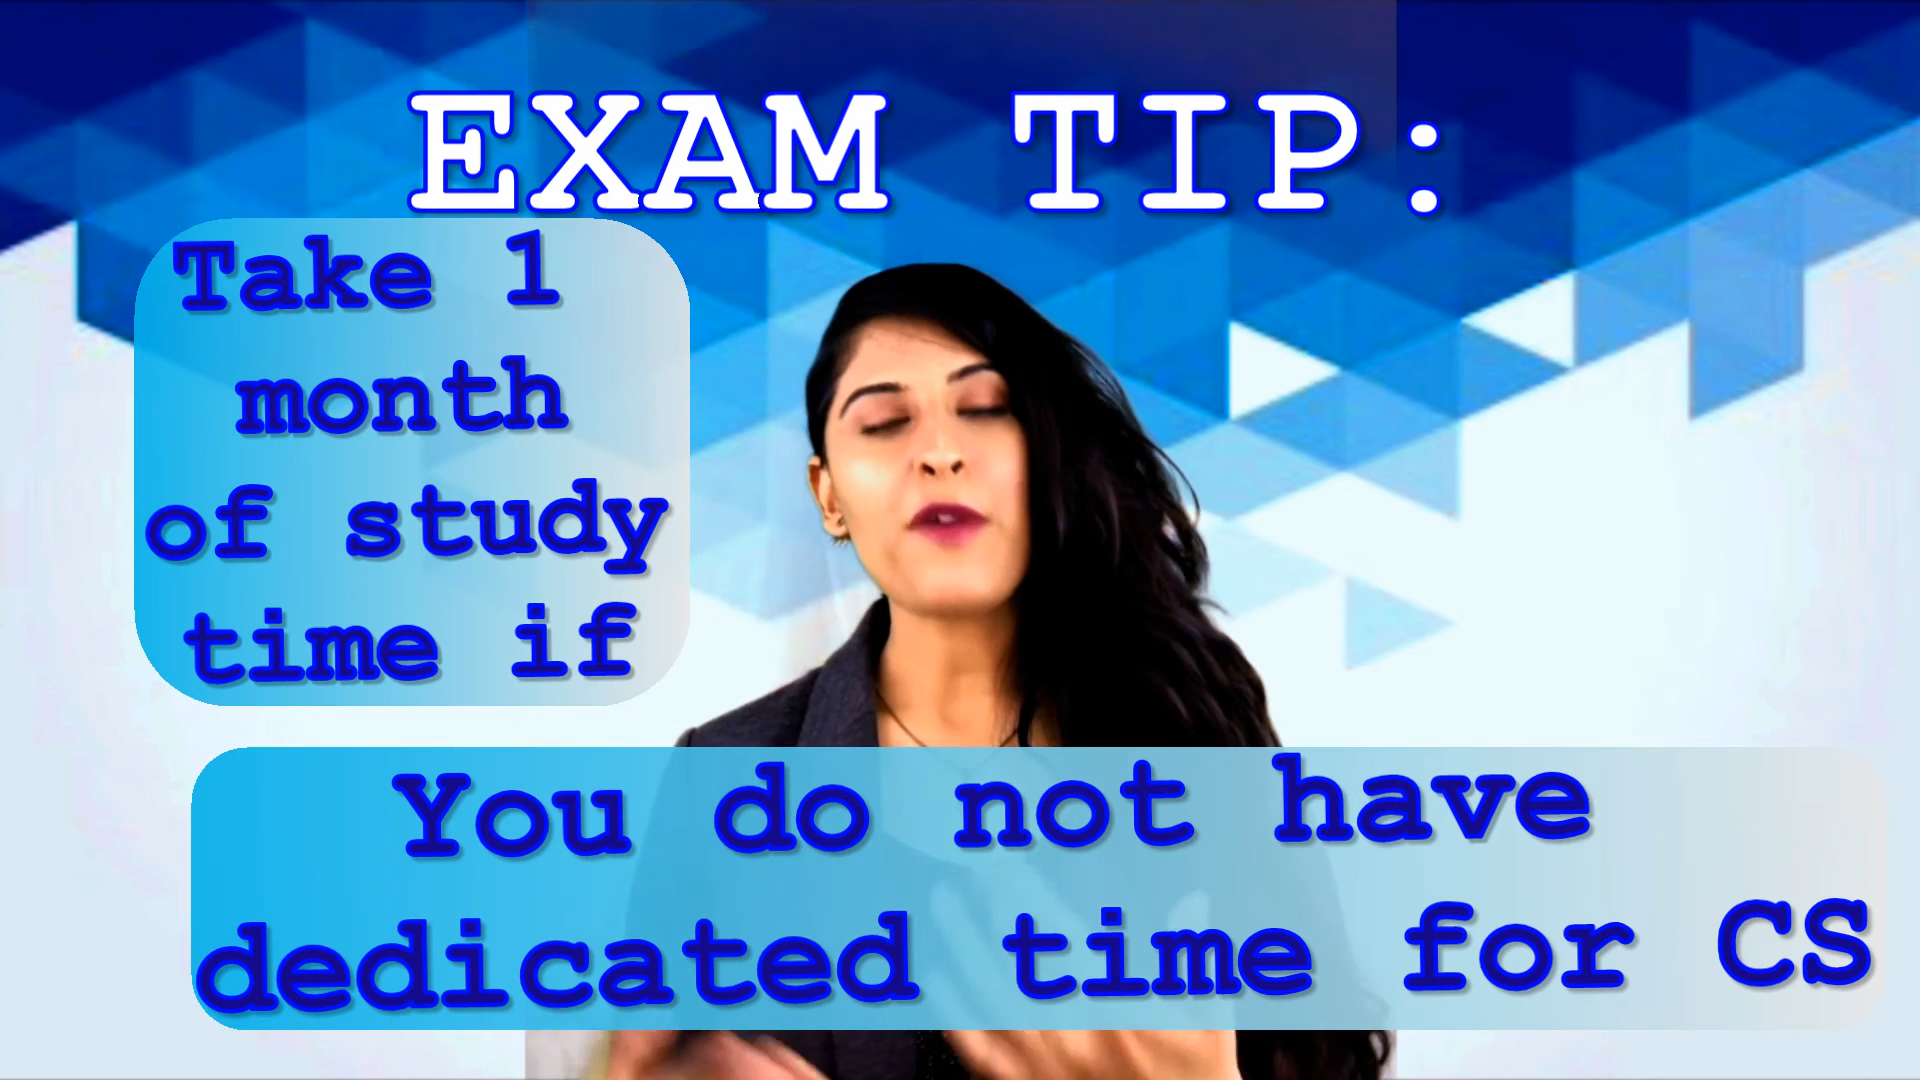 EXAM TIP:
Take 1
month
of study
time if
You do not have
dedicated time for CS